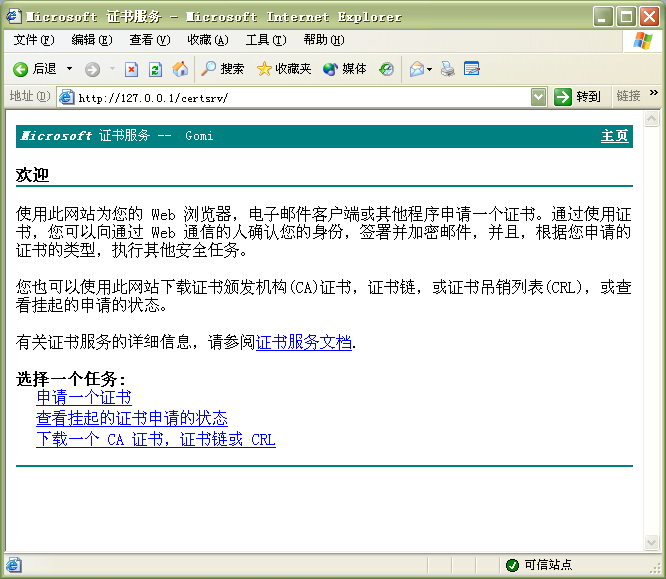 Microsoft 证书服务 - Microsoft Internet Explorer
文件(F) 编辑(E) 查看(V) 收藏(A) 工具(T) 帮助(H)
后退 搜索 收藏夹 媒体
地址(D) http://127.0.0.1/certsrv/ 转到 链接 »
Microsoft 证书服务 -- Gomi 主页
欢迎
使用此网站为您的 Web 浏览器，电子邮件客户端或其他程序申请一个证书。通过使用证
书，您可以向通过 Web 通信的人确认您的身份，签署并加密邮件，并且，根据您申请的
证书的类型，执行其他安全任务。
您也可以使用此网站下载证书颁发机构(CA)证书，证书链，或证书吊销列表(CRL)，或查
看挂起的申请的状态。
有关证书服务的详细信息，请参阅证书服务文档.
选择一个任务:
申请一个证书
查看挂起的证书申请的状态
下载一个 CA 证书，证书链或 CRL
可信站点